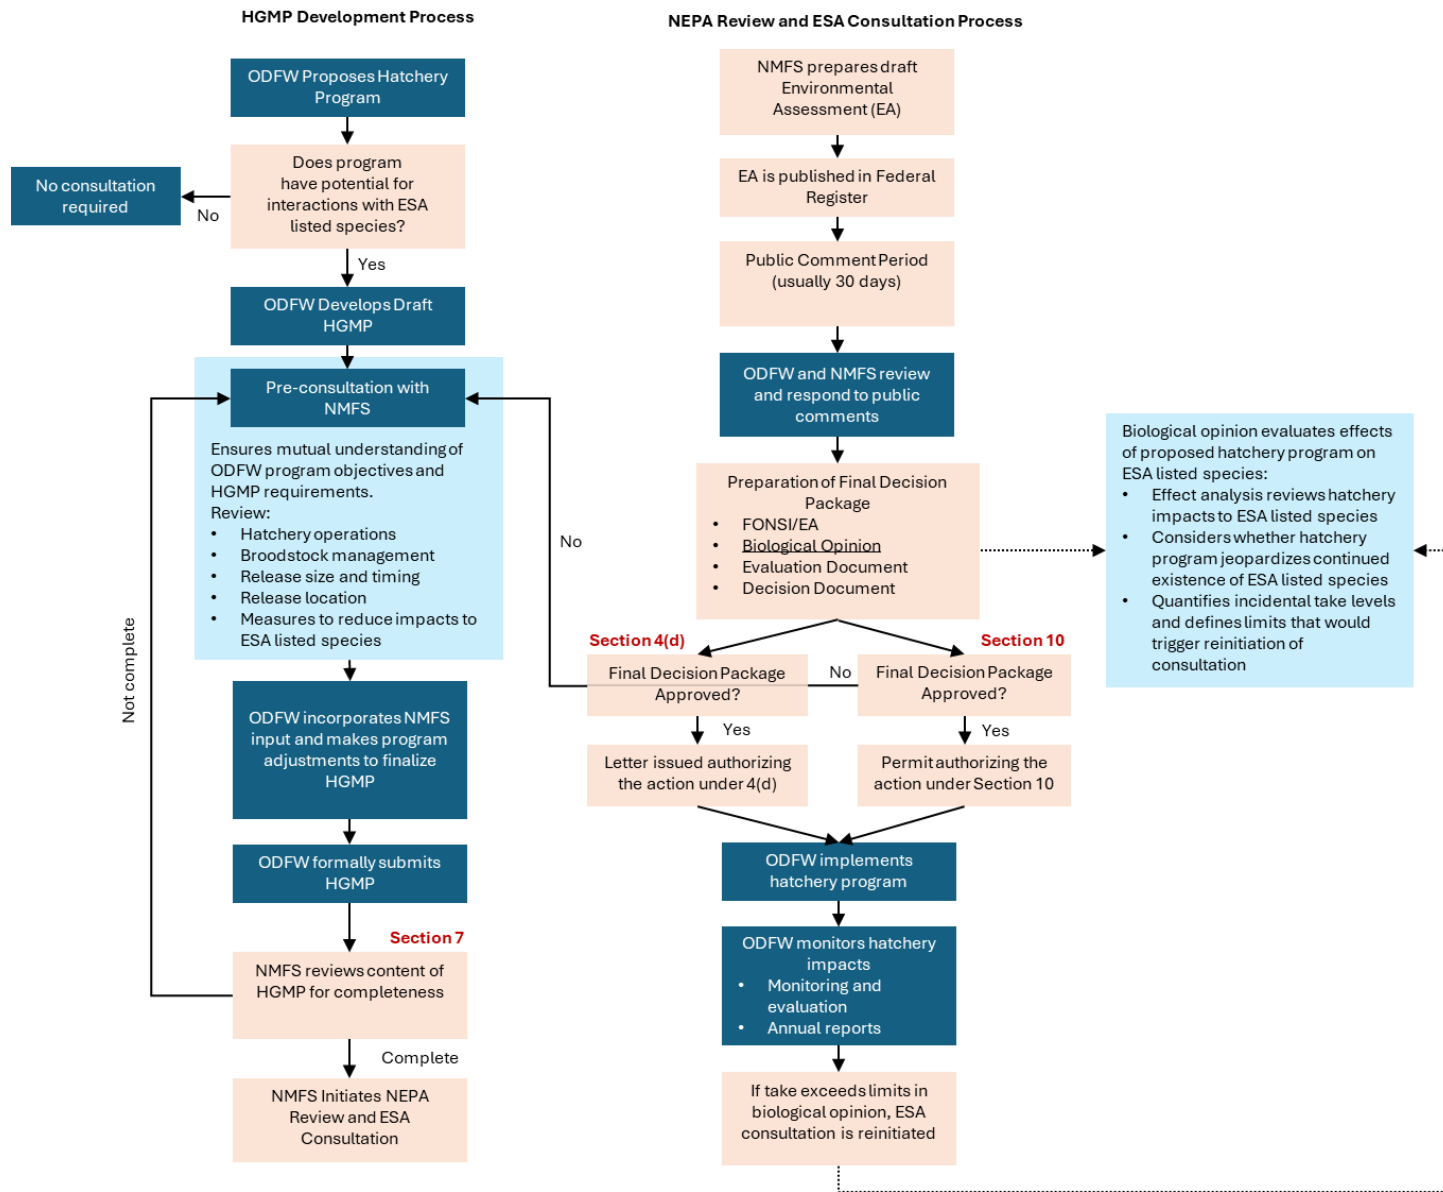 HGMP Development Process
ODFW Proposes Hatchery
Program
Does program
have potential for
interactions with ESA
listed species?
No
No consultation
required
Yes
ODFW Develops Draft
HGMP
Pre-consultation with
NMFS
Ensures mutual understanding of
ODFW program objectives and
HGMP requirements.
Review:
• Hatchery operations
• Broodstock management
• Release size and timing
• Release location
• Measures to reduce impacts to
ESA listed species
Not complete
ODFW incorporates NMFS
input and makes program
adjustments to finalize
HGMP
ODFW formally submits
HGMP
Section 7
NMFS reviews content of
HGMP for completeness
Complete
NMFS Initiates NEPA
Review and ESA
Consultation
NEPA Review and ESA Consultation Process
NMFS prepares draft
Environmental
Assessment (EA)
EA is published in Federal
Register
Public Comment Period
(usually 30 days)
ODFW and NMFS review
and respond to public
comments
Preparation of Final Decision
Package
• FONSI/EA
• Biological Opinion
• Evaluation Document
• Decision Document
No
Section 4(d)
Final Decision Package
Approved?
No
Section 10
Final Decision Package
Approved?
Yes
Letter issued authorizing
the action under 4(d)
Yes
Permit authorizing the
action under Section 10
ODFW implements
hatchery program
ODFW monitors hatchery
impacts
• Monitoring and
evaluation
• Annual reports
If take exceeds limits in
biological opinion, ESA
consultation is reinitiated
Biological opinion evaluates effects
of proposed hatchery program on
ESA listed species:
• Effect analysis reviews hatchery
impacts to ESA listed species
• Considers whether hatchery
program jeopardizes continued
existence of ESA listed species
• Quantifies incidental take levels
and defines limits that would
trigger reinitiation of
consultation